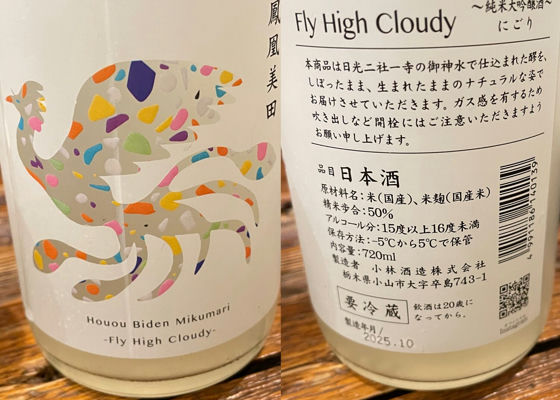 鳳凰美田
Houou Biden Mikumari
-Fly High Cloudy-
Fly High Cloudy
～純米大吟醸酒～
にごり
本商品は日光二社一寺の御神水で仕込まれた醪を、
しぼったまま、生まれたままのナチュラルな姿で
お届けさせていただきます。ガス感を有するため
吹き出しなど開栓にはご注意いただきますよう
お願い申し上げます。
品目 日本酒
原材料名：米(国産)、米麹(国産米)
精米歩合：50%
アルコール分：15度以上16度未満
保存方法：-5℃から5℃で保管
内容量：720ml
製造者 小林酒造株式会社
栃木県小山市大字卒島743-1
要冷蔵
飲酒は20歳に
なってから。
製造年月/
2025.10
4991186140139
Instagram